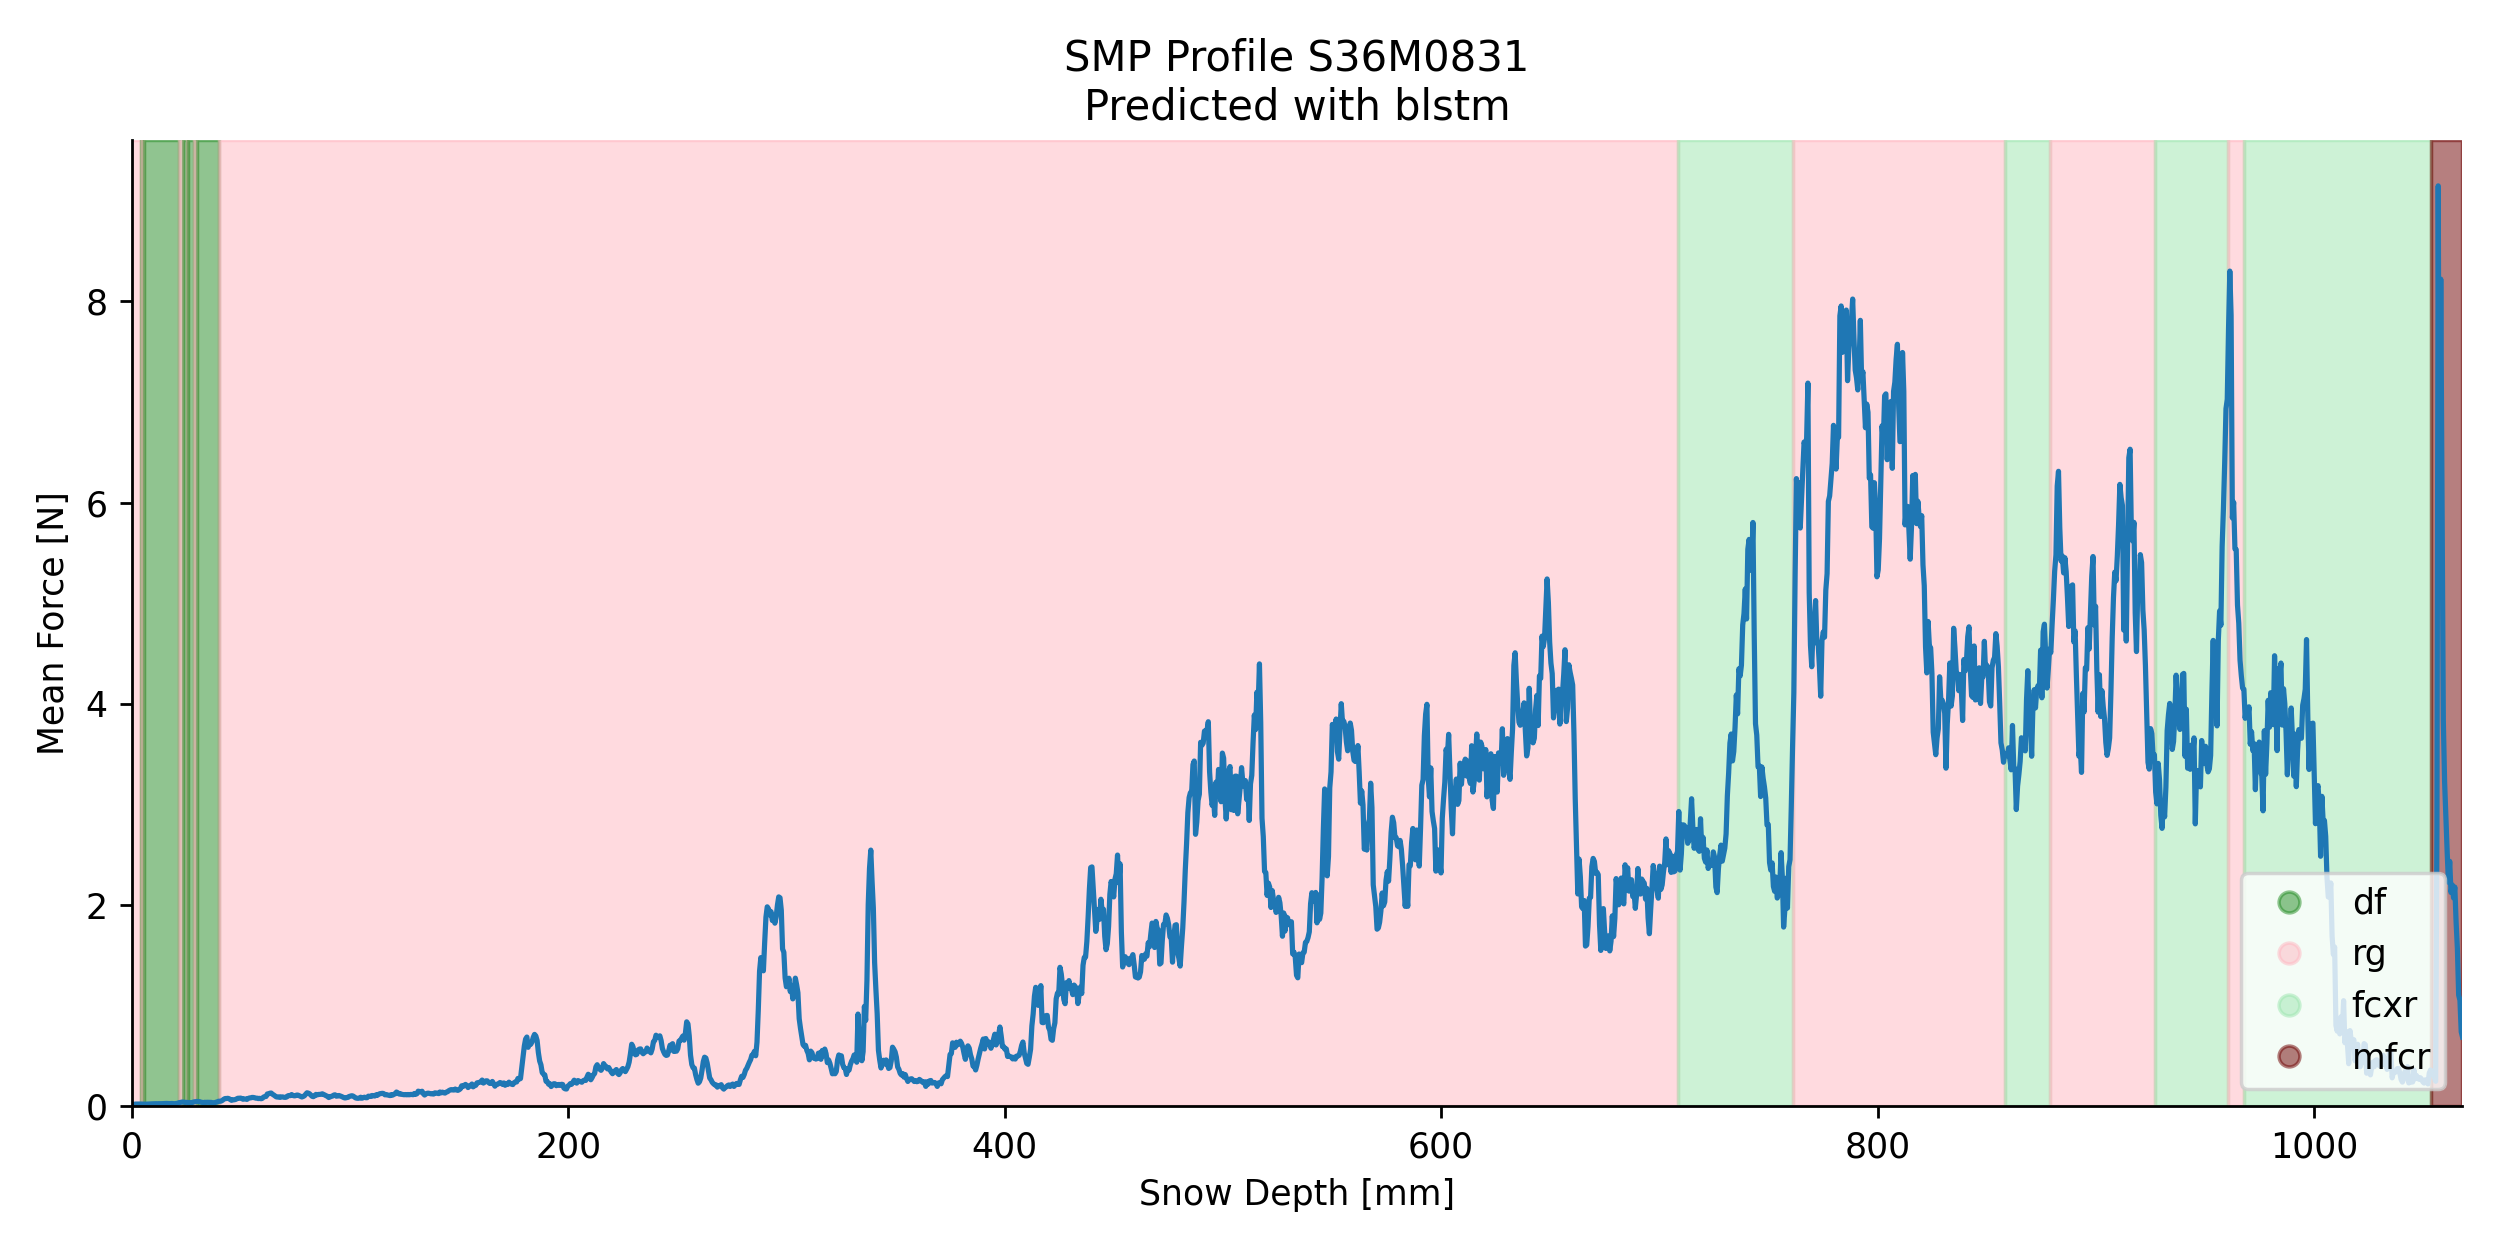 SMP Profile S36M0831
Predicted with blstm
Mean Force [N]
8
6
4
2
0
0 200 400 600 800 1000
Snow Depth [mm]
df
rg
fcxr
mfcr